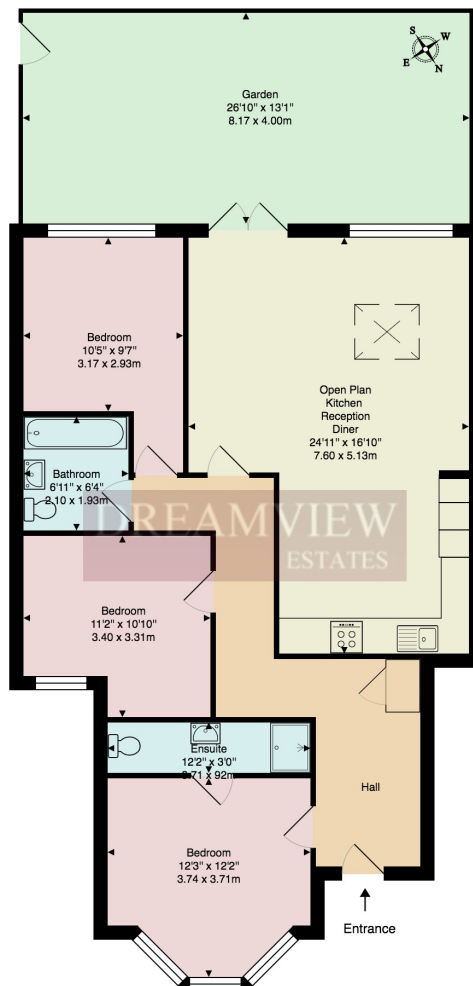 S
W
E
N
Garden
26'10" x 13'1"
8.17 x 4.00m
Bedroom
10'5" x 9'7"
3.17 x 2.93m
Open Plan
Kitchen
Reception
Diner
24'11" x 16'10"
7.60 x 5.13m
Bathroom
6'11" x 6'4"
2.10 x 1.93m
DREAMVIEW
ESTATES
Bedroom
11'2" x 10'10"
3.40 x 3.31m
Ensuite
12'2" x 3'0"
3.71 x 92m
Hall
Bedroom
12'3" x 12'2"
3.74 x 3.71m
Entrance